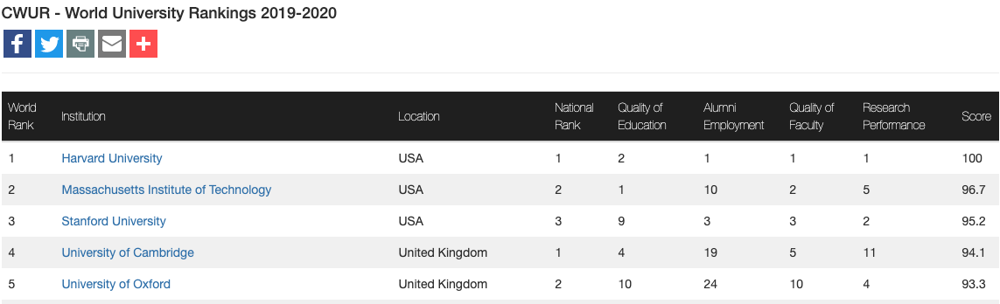 CWUR - World University Rankings 2019-2020
World Rank Institution Location National Rank Quality of Education Alumni Employment Quality of Faculty Research Performance Score
1 Harvard University USA 1 2 1 1 1 100
2 Massachusetts Institute of Technology USA 2 1 10 2 5 96.7
3 Stanford University USA 3 9 3 3 2 95.2
4 University of Cambridge United Kingdom 1 4 19 5 11 94.1
5 University of Oxford United Kingdom 2 10 24 10 4 93.3